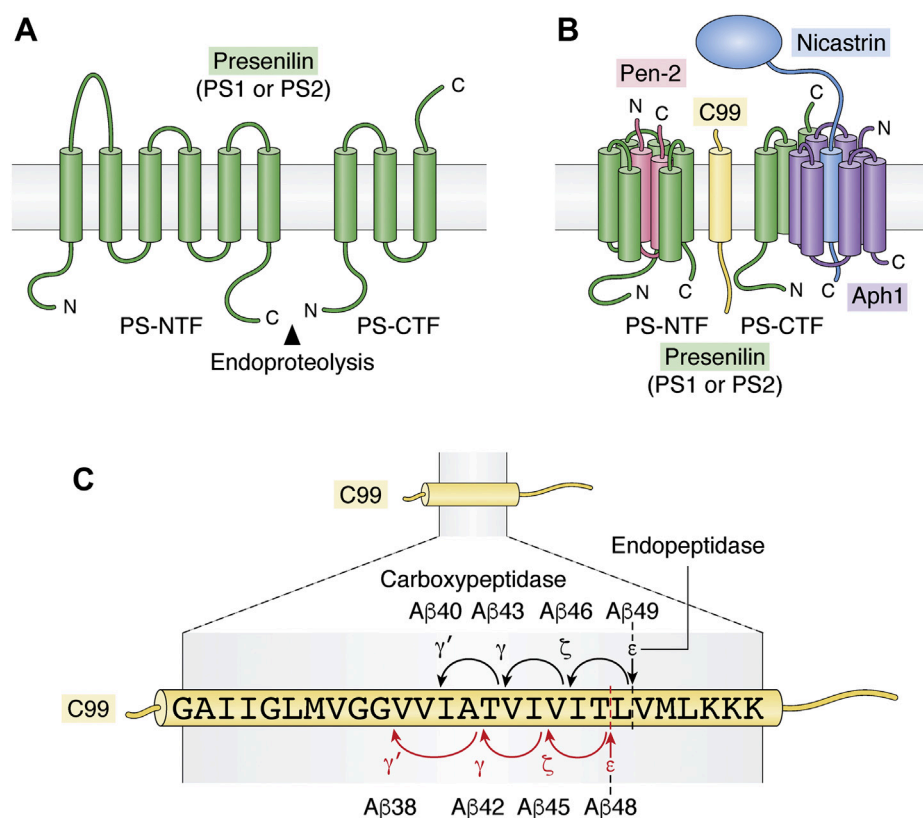 A
Presenilin
(PS1 or PS2)
C
N
PS-NTF
C
N
PS-CTF
Endoproteolysis
B
Nicastrin
Pen-2
C99
N
C
C
N
N
C
N
C
C
Aph1
PS-NTF
PS-CTF
Presenilin
(PS1 or PS2)
C
C99
Endopeptidase
Carboxypeptidase
Aβ40 Aβ43 Aβ46 Aβ49
γ' γ ζ ε
C99
GAIIGLMVGGVVIATVIVITLVMLKKK
γ' γ ζ ε
Aβ38 Aβ42 Aβ45 Aβ48